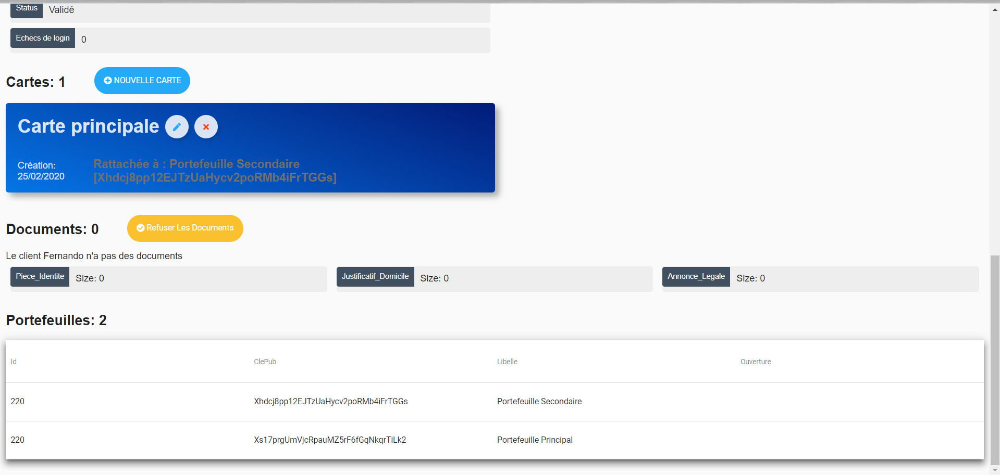 Status Validé
Echecs de login 0
Cartes: 1 NOUVELLE CARTE
Carte principale
Création: 25/02/2020
Rattachée à : Portefeuille Secondaire
[Xhdcj8pp12EJTzUaHycv2poRMb4iFrTGGs]
Documents: 0 Refuser Les Documents
Le client Fernando n'a pas des documents
Piece_Identite Size: 0 Justificatif_Domicile Size: 0 Annonce_Legale Size: 0
Portefeuilles: 2
Id ClePub Libelle Ouverture
220 Xhdcj8pp12EJTzUaHycv2poRMb4iFrTGGs Portefeuille Secondaire
220 Xs17prgUmVjcRpauMZ5rF6fGqNkqrTiLk2 Portefeuille Principal